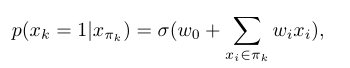 p(x_k = 1|x_{π_k}) = σ(w_0 + ∑_{x_i∈π_k} w_i x_i),